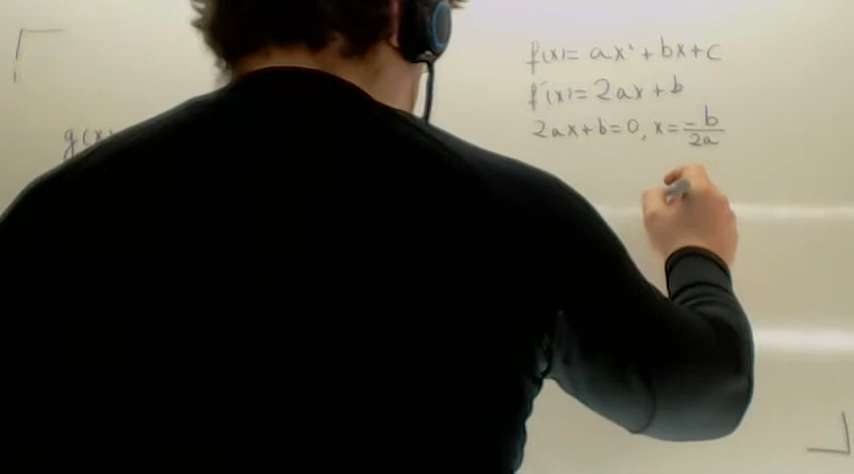 f(x)= ax²+bx+c
f'(x)=2ax+b
2ax+b=0, x=-b/2a
g(x)